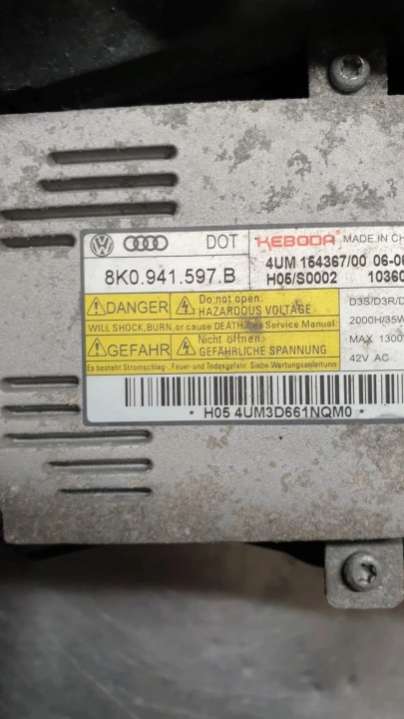 DOT KEBODA MADE IN CH
8K0.941.597.B
4UM 154367/00 06-0
H05/S0002 10360
DANGER Do not open:
HAZARDOUS VOLTAGE
WILL SHOCK, BURN, or cause DEATH. Service Manual:
GEFAHR Nicht öffnen:
GEFÄHRLICHE SPANNUNG
Es besteht Stromschlag-, Feuer-und Todesgefahr. Siehe Wartungsanleitung
D3S/D3R/D
2000H/35W
MAX 1300
42V AC
· H05 4UM3D661NQM0 ·